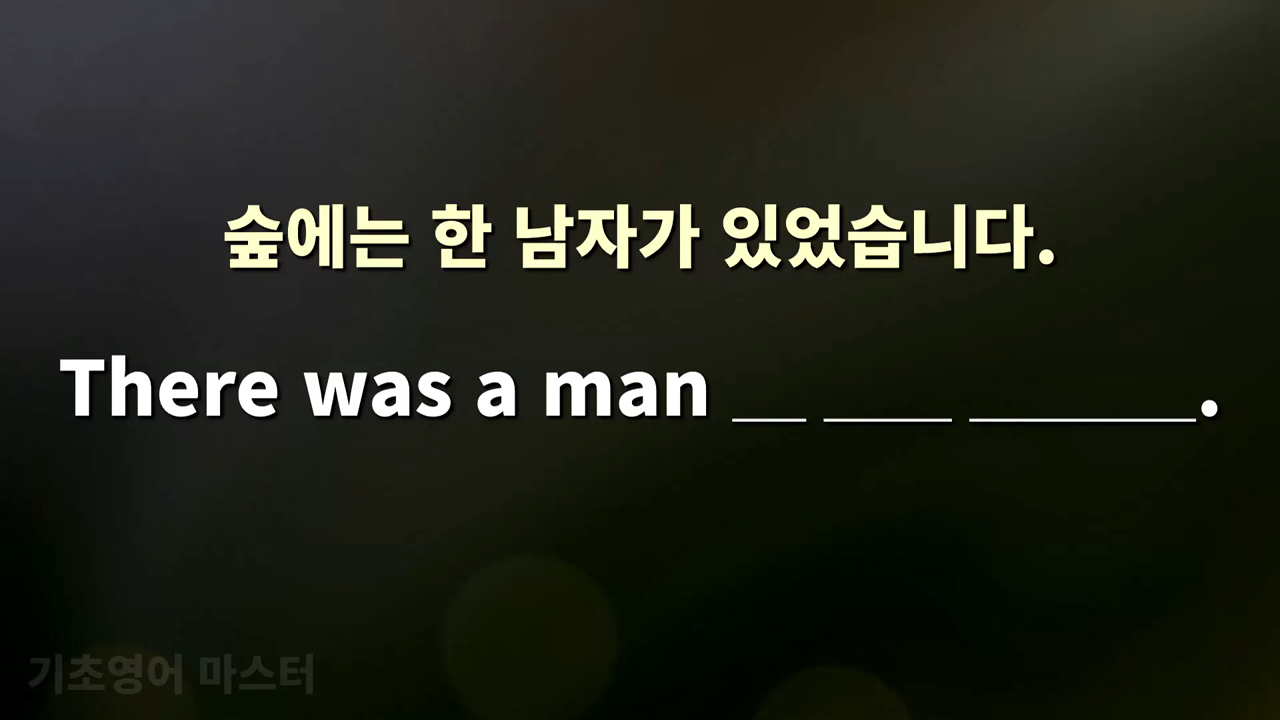 숲에는 한 남자가 있었습니다.
There was a man __ ___ ______.
기초영어 마스터